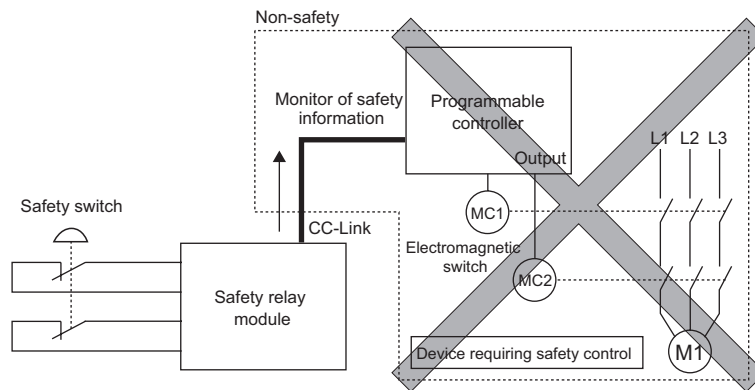 Non-safety
Monitor of safety
information
Programmable
controller
Output
L1 L2 L3
MC1
Safety switch
CC-Link
Electromagnetic
switch
MC2
Safety relay
module
Device requiring safety control
M1